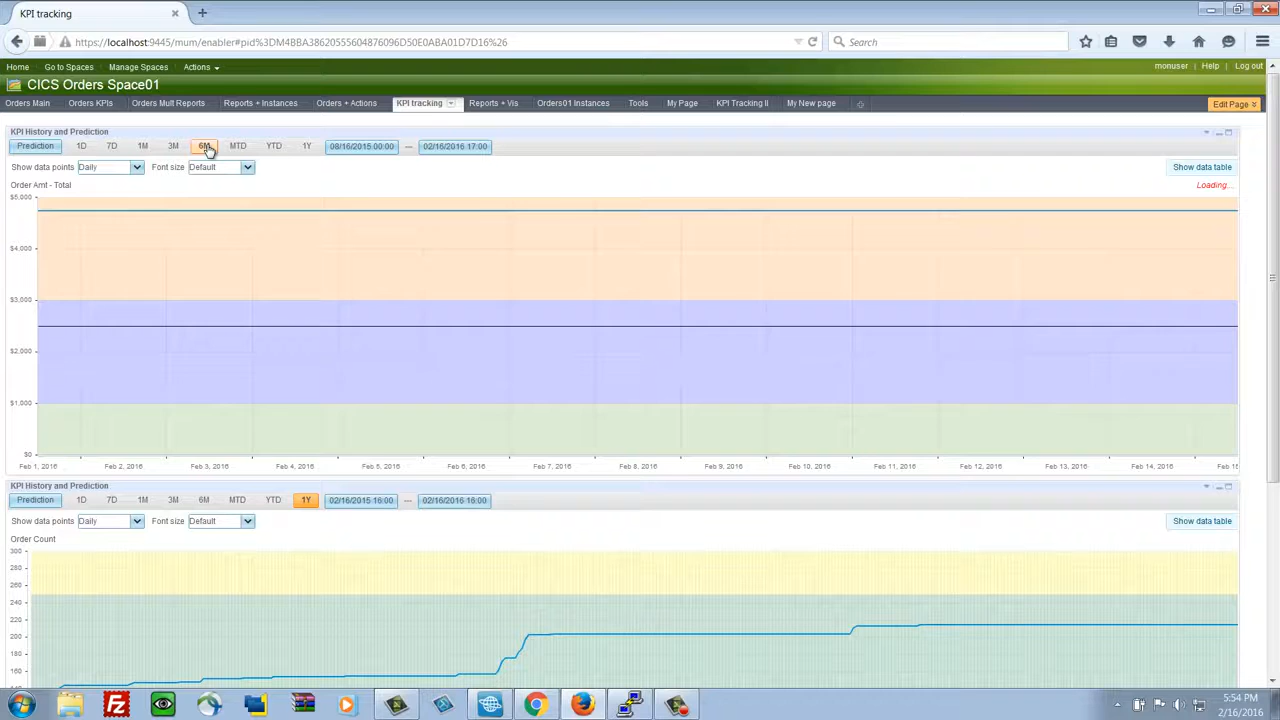 KPI tracking
https://localhost:9445/mum/enabler#pid%3DM4BBA38620555604876096D50E0ABA01D7D16%26
Search
Home Go to Spaces Manage Spaces Actions
monuser Help Log out
CICS Orders Space01
Orders Main Orders KPIs Orders Mult Reports Reports + Instances Orders + Actions KPI tracking Reports + Vis Orders01 Instances Tools My Page KPI Tracking II My New page Edit Page
KPI History and Prediction
Prediction 1D 7D 1M 3M 6M MTD YTD 1Y 08/16/2015 00:00 — 02/16/2016 17:00
Show data points Daily Font size Default Show data table
Order Amt - Total Loading...
$5,000
$4,000
$3,000
$2,000
$1,000
$0
Feb 1, 2016 Feb 2, 2016 Feb 3, 2016 Feb 4, 2016 Feb 5, 2016 Feb 6, 2016 Feb 7, 2016 Feb 8, 2016 Feb 9, 2016 Feb 10, 2016 Feb 11, 2016 Feb 12, 2016 Feb 13, 2016 Feb 14, 2016 Feb 15
KPI History and Prediction
Prediction 1D 7D 1M 3M 6M MTD YTD 1Y 02/16/2015 16:00 — 02/16/2016 16:00
Show data points Daily Font size Default Show data table
Order Count
300
280
260
240
220
200
180
160
140
5:54 PM
2/16/2016